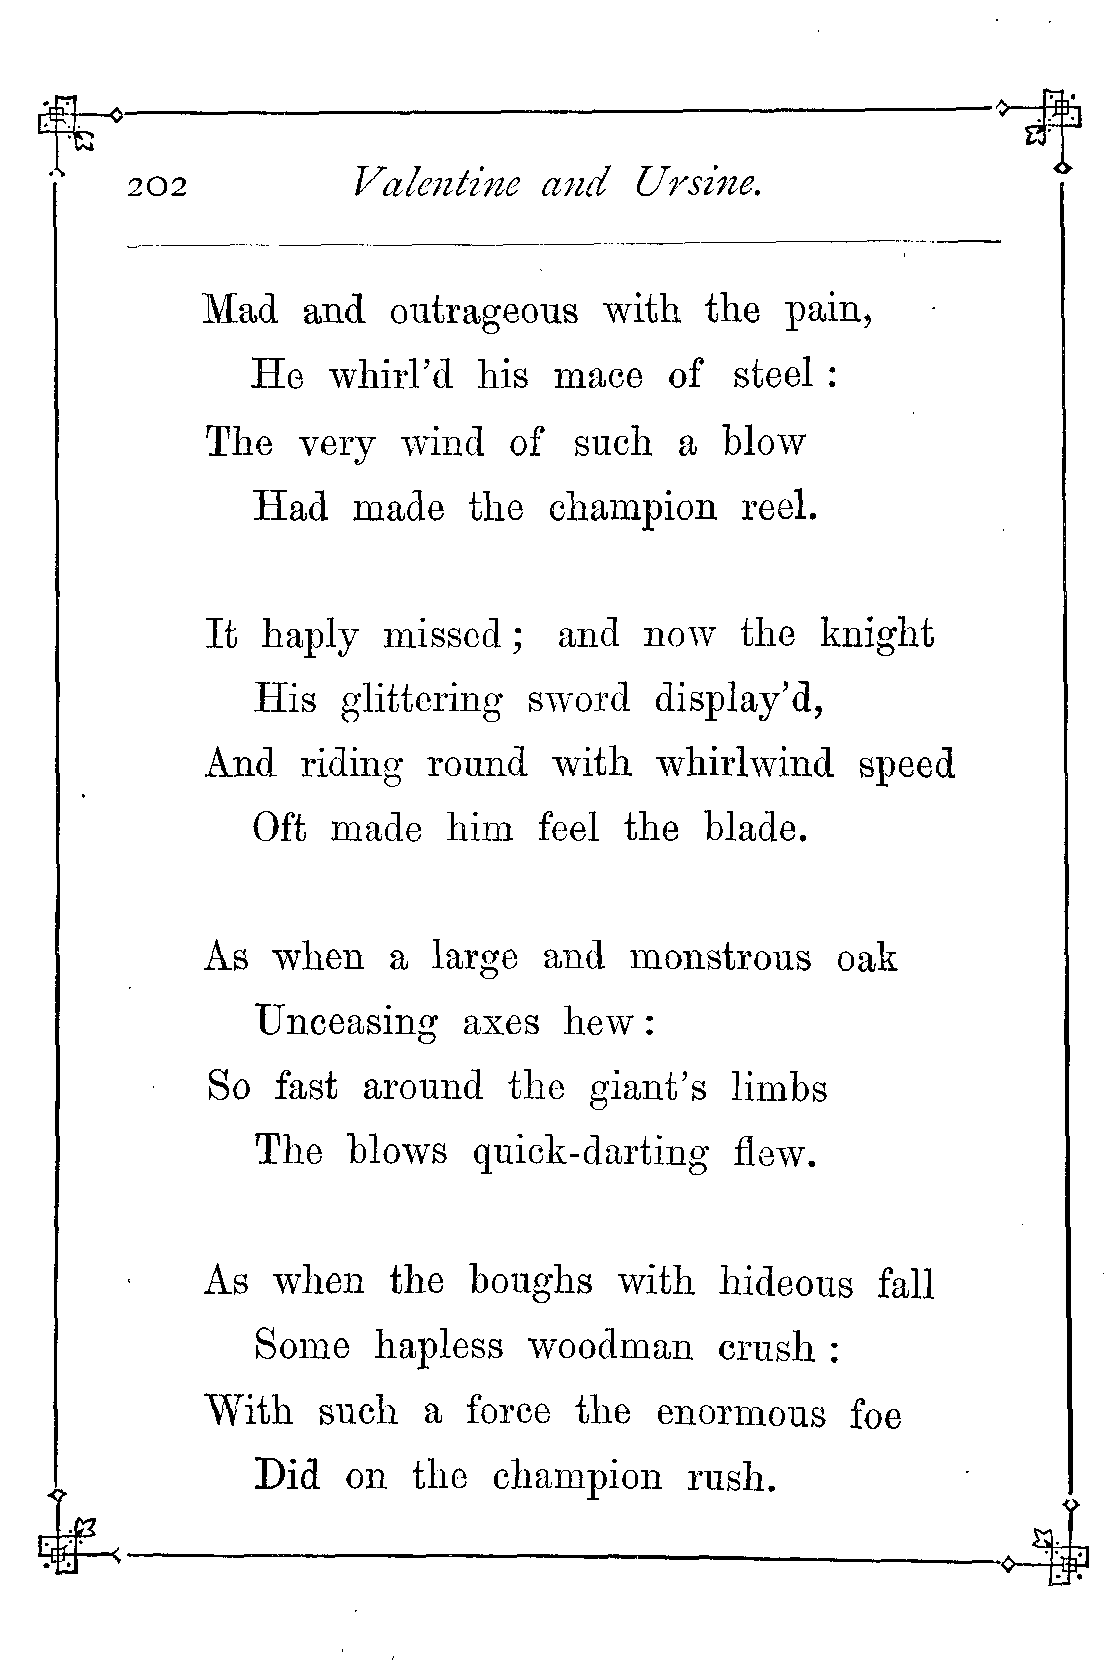 202 Valentine and Ursine.
Mad and outrageous with the pain,
He whirl'd his mace of steel :
The very wind of such a blow
Had made the champion reel.
It haply missed ; and now the knight
His glittering sword display'd,
And riding round with whirlwind speed
Oft made him feel the blade.
As when a large and monstrous oak
Unceasing axes hew :
So fast around the giant's limbs
The blows quick-darting flew.
As when the boughs with hideous fall
Some hapless woodman crush :
With such a force the enormous foe
Did on the champion rush.